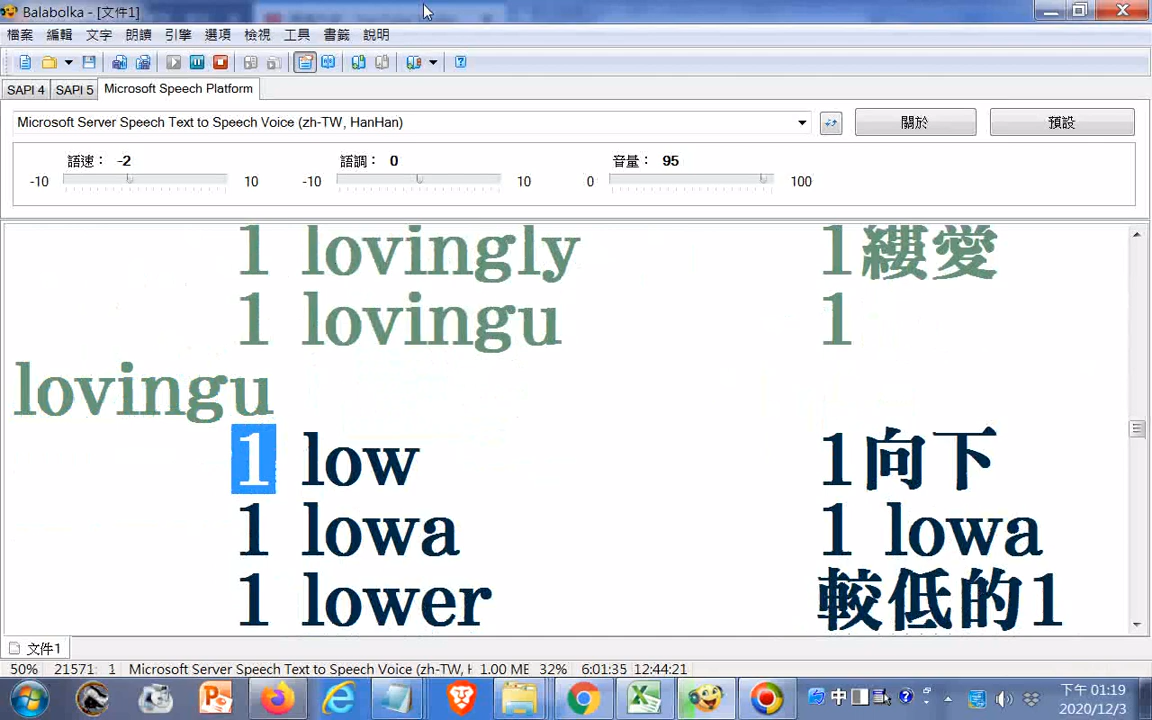 Balabolka - [文件1]
檔案 編輯 文字 朗讀 引擎 選項 檢視 工具 書籤 說明
SAPI 4 SAPI 5 Microsoft Speech Platform
Microsoft Server Speech Text to Speech Voice (zh-TW, HanHan) 關於 預設
語速： -2 語調： 0 音量： 95
-10 10 -10 10 0 100
1 lovingly 1縷愛
1 lovingu 1
lovingu
1 low 1向下
1 lowa 1 lowa
1 lower 較低的1
文件1
50% 21571: 1 Microsoft Server Speech Text to Speech Voice (zh-TW, H 1.00 ME 32% 6:01:35 12:44:21
中 下午 01:19
2020/12/3